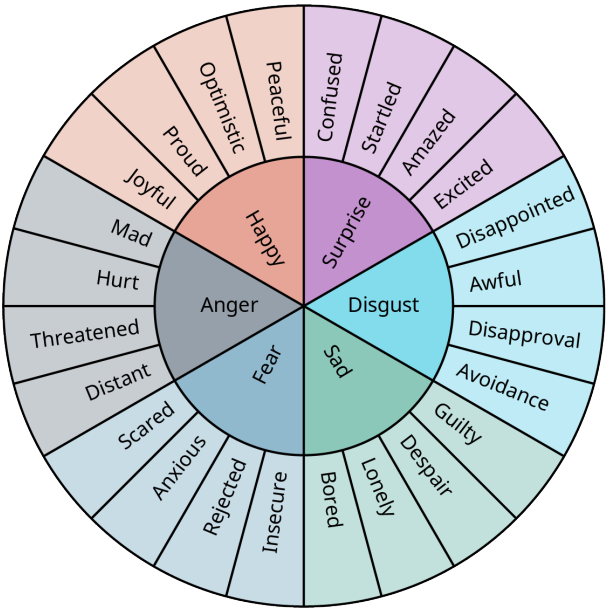 Happy
Surprise
Disgust
Sad
Fear
Anger
Confused
Startled
Amazed
Excited
Disappointed
Awful
Disapproval
Avoidance
Guilty
Despair
Lonely
Bored
Insecure
Rejected
Anxious
Scared
Distant
Threatened
Hurt
Mad
Joyful
Proud
Optimistic
Peaceful